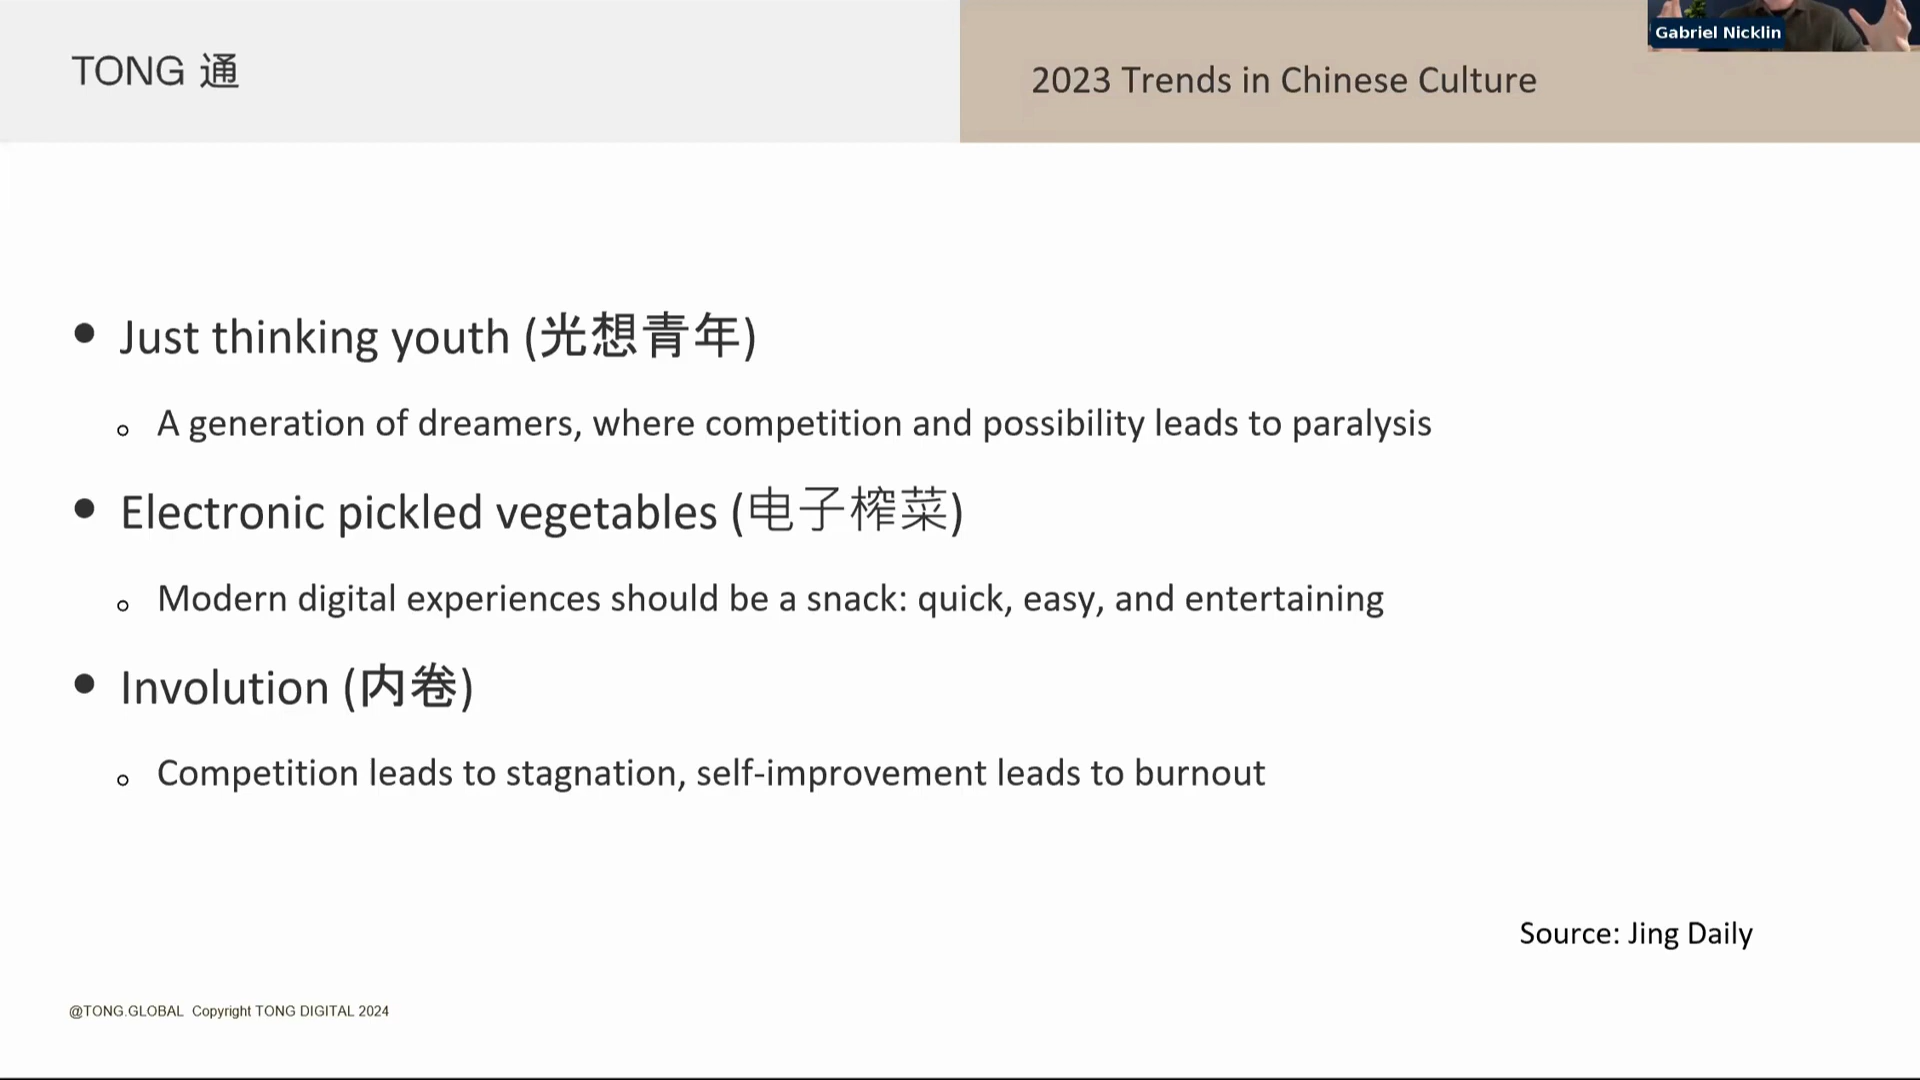 TONG 通
2023 Trends in Chinese Culture
Gabriel Nicklin
• Just thinking youth (光想青年)
◦ A generation of dreamers, where competition and possibility leads to paralysis
• Electronic pickled vegetables (电子榨菜)
◦ Modern digital experiences should be a snack: quick, easy, and entertaining
• Involution (内卷)
◦ Competition leads to stagnation, self-improvement leads to burnout
Source: Jing Daily
@TONG.GLOBAL Copyright TONG DIGITAL 2024